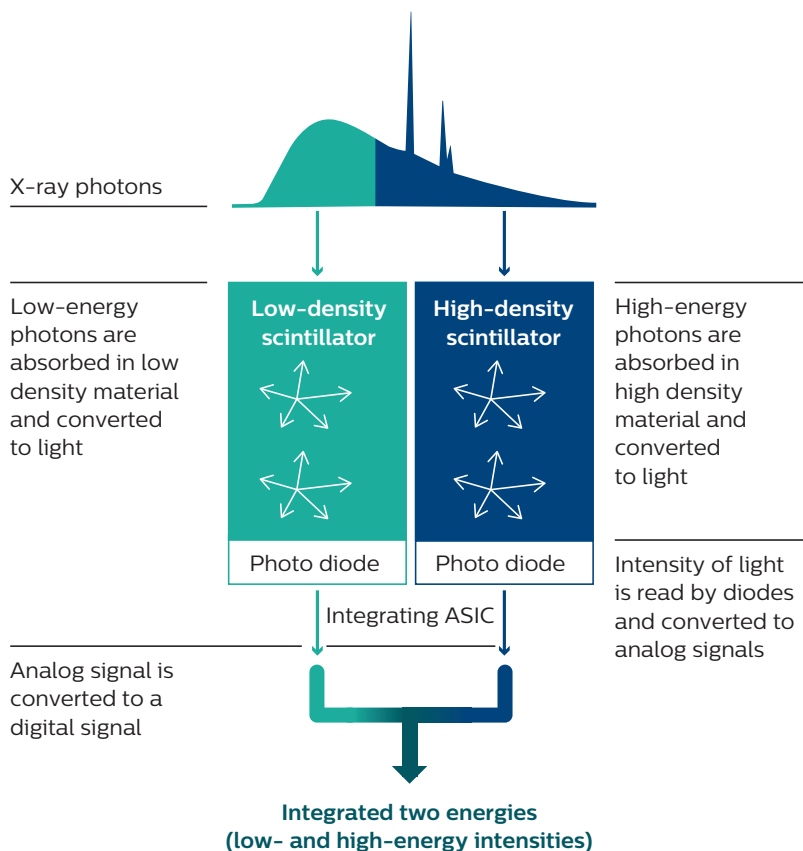 X-ray photons
Low-energy
photons are
absorbed in low
density material
and converted
to light
Low-density
scintillator
High-density
scintillator
High-energy
photons are
absorbed in
high density
material and
converted
to light
Photo diode
Photo diode
Intensity of light
is read by diodes
and converted to
analog signals
Integrating ASIC
Analog signal is
converted to a
digital signal
Integrated two energies
(low- and high-energy intensities)